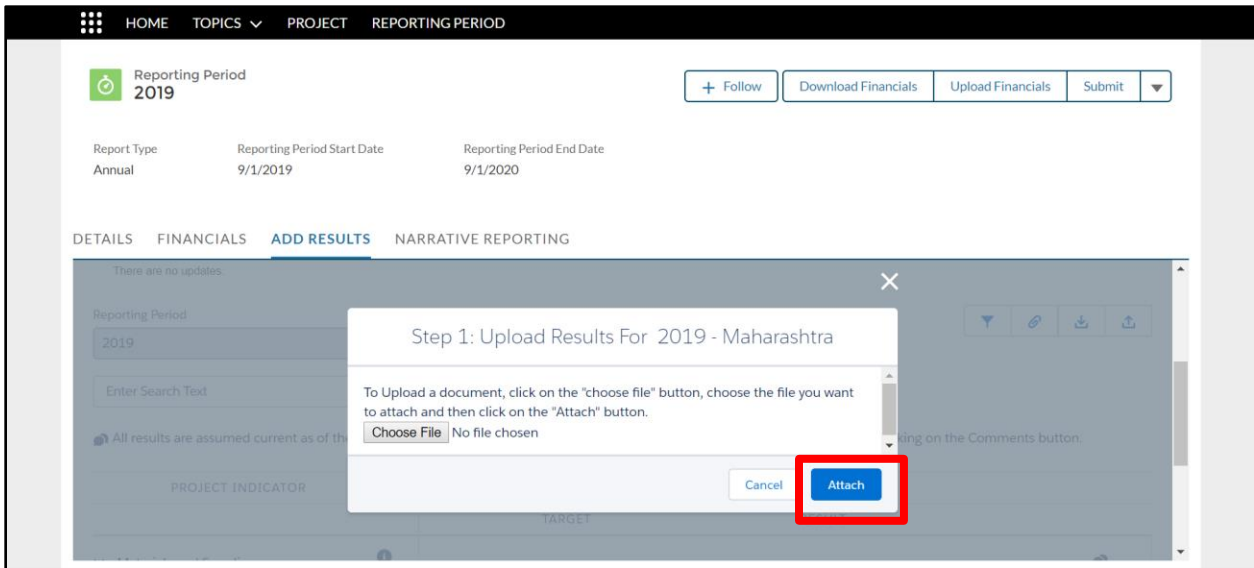 HOME TOPICS PROJECT REPORTING PERIOD
Reporting Period
2019
+ Follow Download Financials Upload Financials Submit
Report Type Reporting Period Start Date Reporting Period End Date
Annual 9/1/2019 9/1/2020
DETAILS FINANCIALS ADD RESULTS NARRATIVE REPORTING
There are no updates
Reporting Period
2019
Step 1: Upload Results For 2019 - Maharashtra
Enter Search Text
To Upload a document, click on the "choose file" button, choose the file you want
to attach and then click on the "Attach" button.
Choose File No file chosen
All results are assumed current as of the
king on the Comments button.
Cancel Attach
PROJECT INDICATOR
TARGET